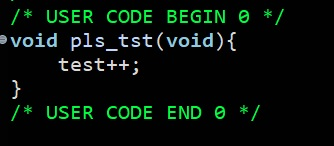 /* USER CODE BEGIN 0 */
void pls_tst(void){
    test++;
}
/* USER CODE END 0 */